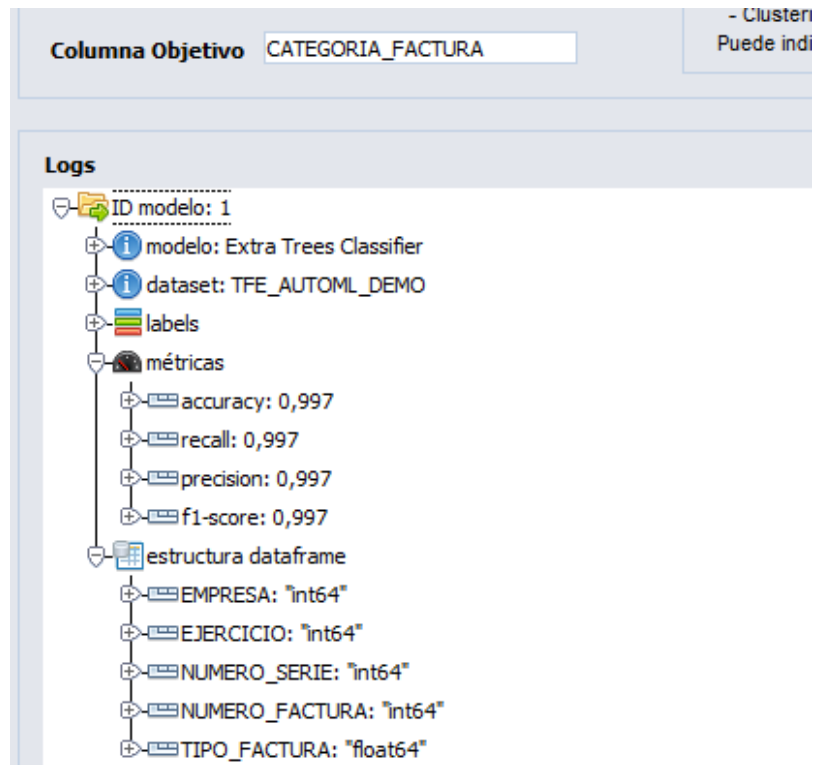 - Clusteri
Columna Objetivo CATEGORIA_FACTURA
Puede indi
Logs
ID modelo: 1
modelo: Extra Trees Classifier
dataset: TFE_AUTOML_DEMO
labels
métricas
accuracy: 0,997
recall: 0,997
precision: 0,997
f1-score: 0,997
estructura dataframe
EMPRESA: "int64"
EJERCICIO: "int64"
NUMERO_SERIE: "int64"
NUMERO_FACTURA: "int64"
TIPO_FACTURA: "float64"